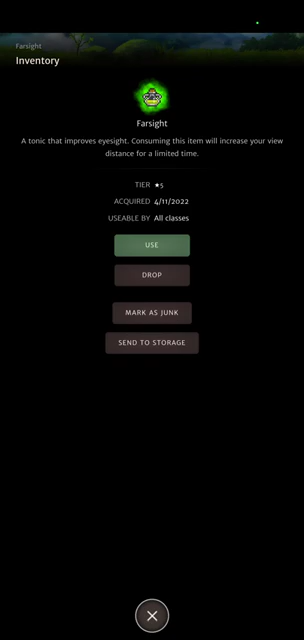 Farsight
Inventory
Farsight
A tonic that improves eyesight. Consuming this item will increase your view
distance for a limited time.
TIER ★5
ACQUIRED 4/11/2022
USEABLE BY All classes
USE
DROP
MARK AS JUNK
SEND TO STORAGE